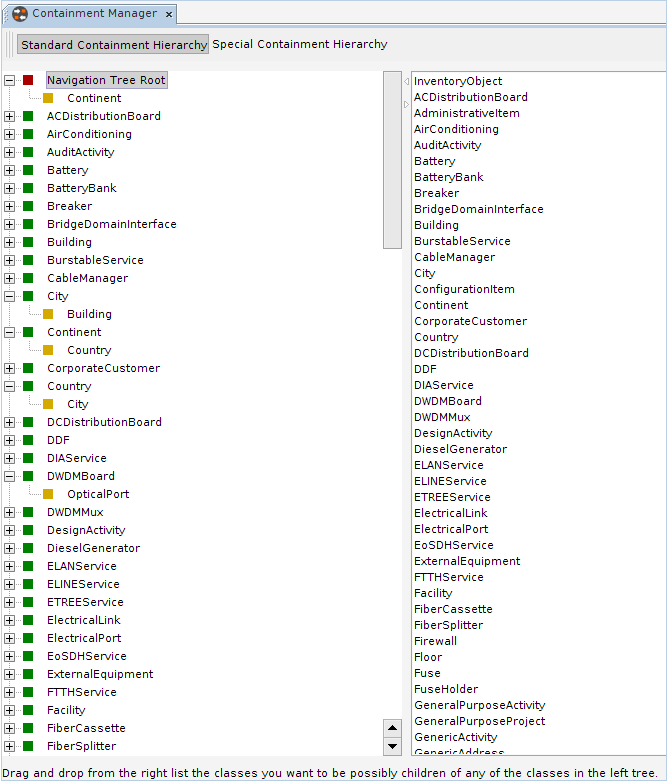 Containment Manager
Standard Containment Hierarchy Special Containment Hierarchy
Navigation Tree Root
Continent
ACDistributionBoard
AirConditioning
AuditActivity
Battery
BatteryBank
Breaker
BridgeDomainInterface
Building
BurstableService
CableManager
City
Building
Continent
Country
CorporateCustomer
Country
City
DCDistributionBoard
DDF
DIAService
DWDMBoard
OpticalPort
DWDMMux
DesignActivity
DieselGenerator
ELANService
ELINEService
ETREEService
ElectricalLink
ElectricalPort
EoSDHService
ExternalEquipment
FTTHService
Facility
FiberCassette
FiberSplitter
InventoryObject
ACDistributionBoard
AdministrativeItem
AirConditioning
AuditActivity
Battery
BatteryBank
Breaker
BridgeDomainInterface
Building
BurstableService
CableManager
City
ConfigurationItem
Continent
CorporateCustomer
Country
DCDistributionBoard
DDF
DIAService
DWDMBoard
DWDMMux
DesignActivity
DieselGenerator
ELANService
ELINEService
ETREEService
ElectricalLink
ElectricalPort
EoSDHService
ExternalEquipment
FTTHService
Facility
FiberCassette
FiberSplitter
Firewall
Floor
Fuse
FuseHolder
GeneralPurposeActivity
GeneralPurposeProject
GenericActivity
GenericAddress
Drag and drop from the right list the classes you want to be possibly children of any of the classes in the left tree.